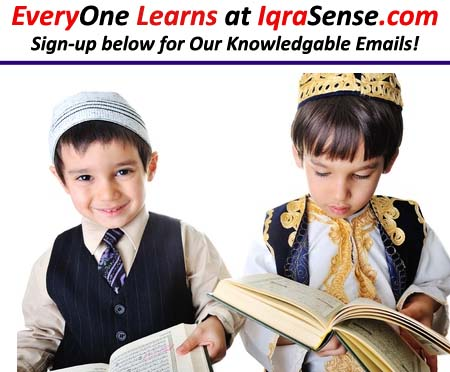 EveryOne Learns at IqraSense.com
Sign-up below for Our Knowledgable Emails!